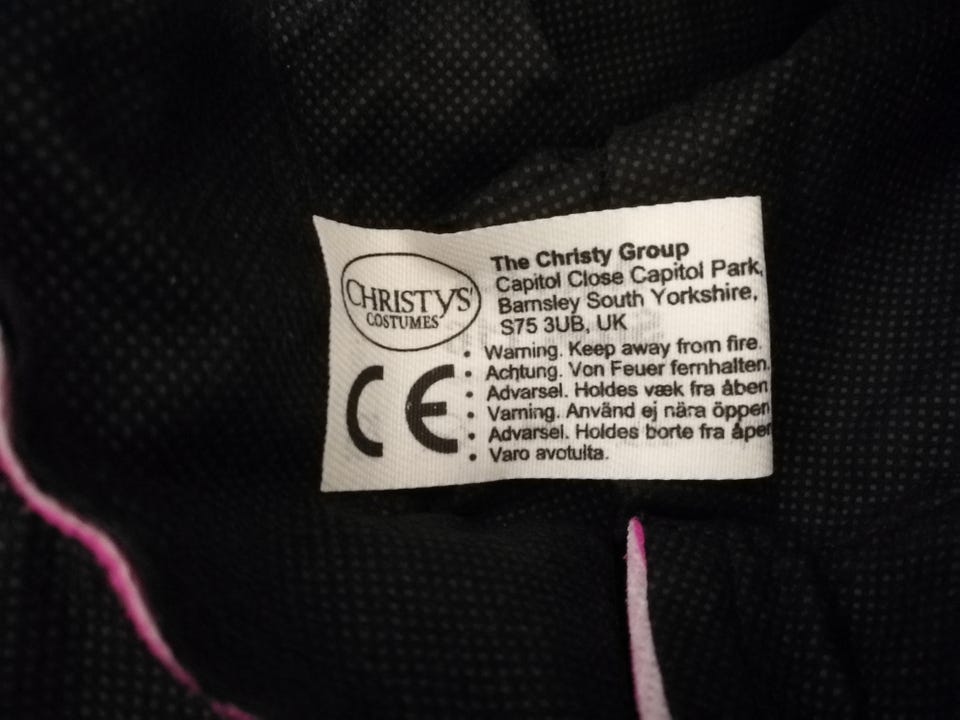 CHRISTYS'
COSTUMES
The Christy Group
Capitol Close Capitol Park,
Barnsley South Yorkshire,
S75 3UB, UK
CE
• Warning. Keep away from fire.
• Achtung. Von Feuer fernhalten.
• Advarsel. Holdes væk fra åben
• Varning. Använd ej nära öppen
• Advarsel. Holdes borte fra åpen
• Varo avotulta.